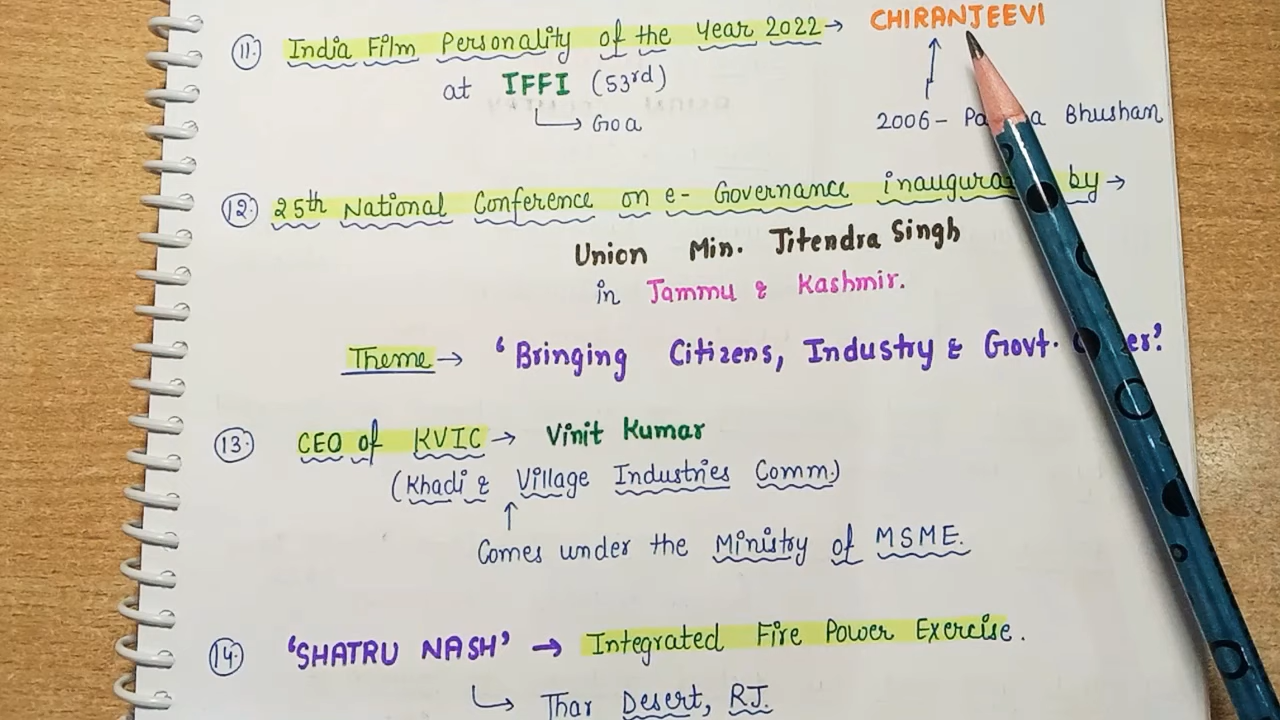 11. India Film Personality of the Year 2022 → CHIRANJEEVI
at IFFI (53rd)
↳ Goa
2006 - Bhushan
12. 25th National Conference on e-Governance by →
Union Min. Jitendra Singh
in Jammu & Kashmir.
Theme → 'Bringing Citizens, Industry & Govt.
13. CEO of KVIC → Vinit Kumar
(Khadi & Village Industries Comm.)
↑
Comes under the Ministry of MSME.
14. 'SHATRU NASH' → Integrated Fire Power Exercise.
↳ Thar Desert, RJ.